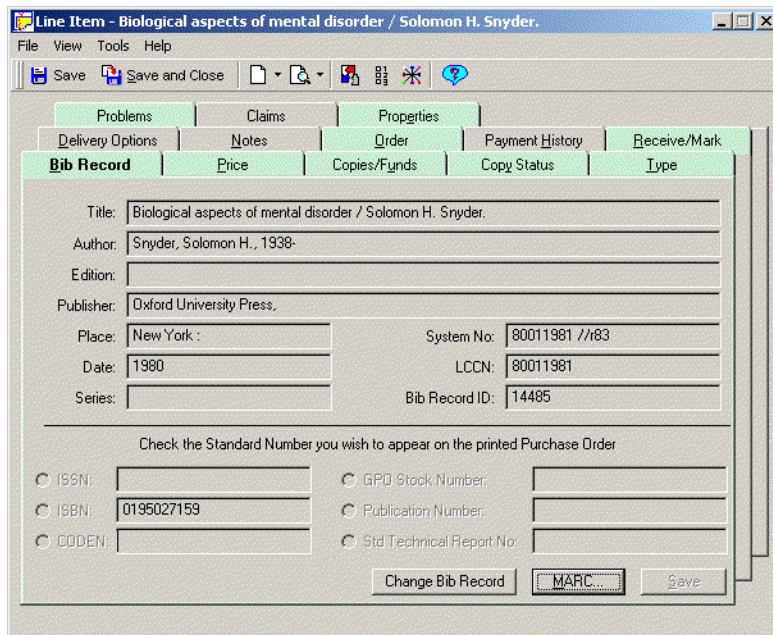 Line Item - Biological aspects of mental disorder / Solomon H. Snyder.
File View Tools Help
Save Save and Close
Problems Claims Properties
Delivery Options Notes Order Payment History Receive/Mark
Bib Record Price Copies/Funds Copy Status Type
Title: Biological aspects of mental disorder / Solomon H. Snyder.
Author: Snyder, Solomon H., 1938-
Edition:
Publisher: Oxford University Press,
Place: New York : System No: 80011981 //r83
Date: 1980 LCCN: 80011981
Series: Bib Record ID: 14485
Check the Standard Number you wish to appear on the printed Purchase Order
ISSN: GPO Stock Number:
ISBN: 0195027159 Publication Number:
CODEN: Std Technical Report No:
Change Bib Record MARC... Save